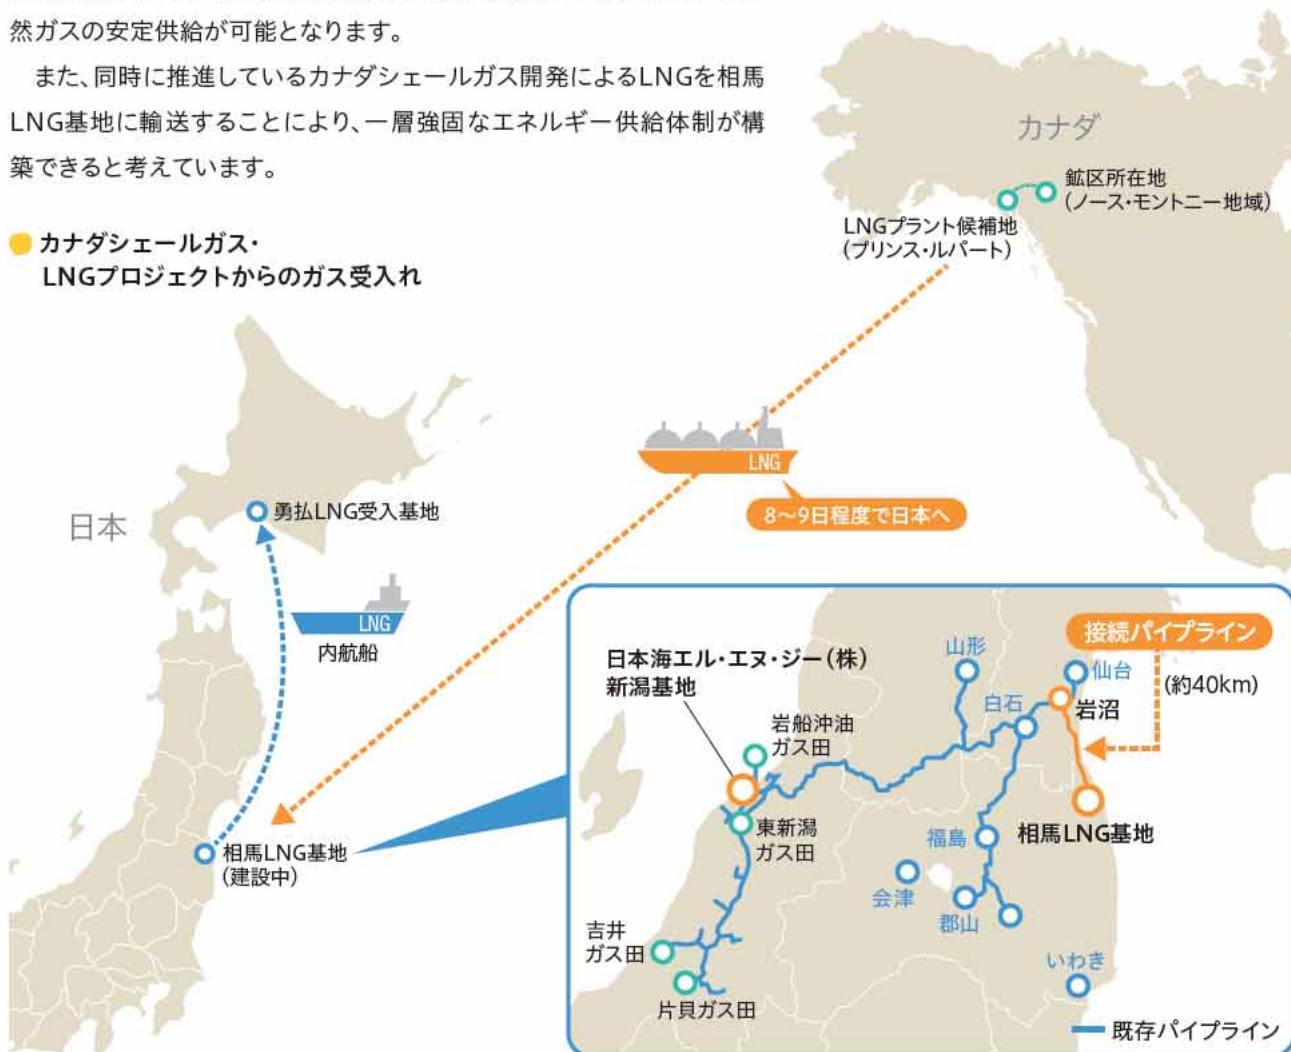 然ガスの安定供給が可能となります。
また、同時に推進しているカナダシェールガス開発によるLNGを相馬
LNG基地に輸送することにより、一層強固なエネルギー供給体制が構
築できると考えています。
カナダシェールガス・
LNGプロジェクトからのガス受入れ
カナダ
鉱区所在地
(ノース・モントニー地域)
LNGプラント候補地
(プリンス・ルパート)
LNG
8〜9日程度で日本へ
日本
勇払LNG受入基地
LNG
内航船
相馬LNG基地
(建設中)
接続パイプライン
(約40km)
日本海エル・エヌ・ジー(株)
新潟基地
山形
仙台
白石
岩沼
岩船沖油
ガス田
東新潟
ガス田
相馬LNG基地
福島
会津
郡山
吉井
ガス田
片貝ガス田
いわき
既存パイプライン